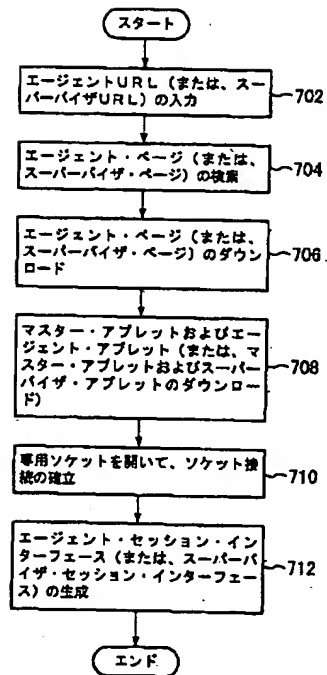 スタート
エージェントURL(または、スー
パーバイザURL)の入力
702
エージェント・ページ(または、
スーパーバイザ・ページ)の検索
704
エージェント・ページ(または、
スーパーバイザ・ページ)のダウン
ロード
706
マスター・アプレットおよびエージ
ェント・アプレット(または、マ
スター・アプレットおよびスーパー
バイザ・アプレットのダウンロー
ド)
708
専用ソケットを開いて、ソケット接
続の確立
710
エージェント・セッション・イン
ターフェース(または、スーパーバ
イザ・セッション・インターフェー
ス)の生成
712
エンド